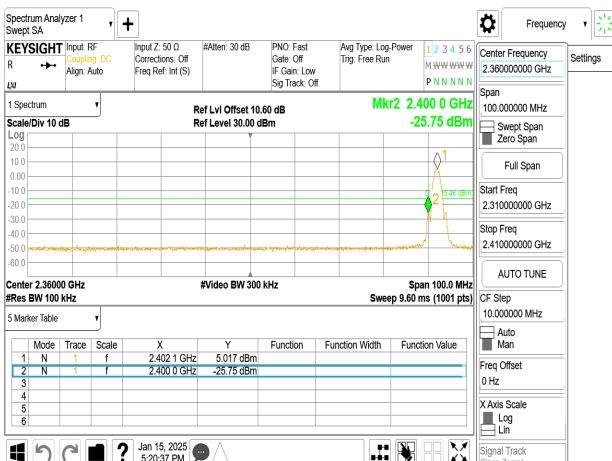 Spectrum Analyzer 1
Swept SA
Frequency
KEYSIGHT
R
LXI
Input: RF
Coupling: DC
Align: Auto
Input Z: 50 Ω
Corrections: Off
Freq Ref: Int (S)
#Atten: 30 dB
PNO: Fast
Gate: Off
IF Gain: Low
Sig Track: Off
Avg Type: Log-Power
Trig: Free Run
1 2 3 4 5 6
M W W W W W
P N N N N N
1 Spectrum
Scale/Div 10 dB
Ref Lvl Offset 10.60 dB
Ref Level 30.00 dBm
Mkr2 2.400 0 GHz
-25.75 dBm
Log
20.0
10.0
0.00
-10.0
-20.0
-30.0
-40.0
-50.0
-60.0
1
2
Center 2.36000 GHz
#Res BW 100 kHz
#Video BW 300 kHz
Span 100.0 MHz
Sweep 9.60 ms (1001 pts)
5 Marker Table
Mode Trace Scale X Y Function Function Width Function Value
1 N 1 f 2.402 1 GHz 5.017 dBm
2 N 1 f 2.400 0 GHz -25.75 dBm
3
4
5
6
Jan 15, 2025
5:20:37 PM
Center Frequency
2.360000000 GHz
Settings
Span
100.000000 MHz
Swept Span
Zero Span
Full Span
Start Freq
2.310000000 GHz
Stop Freq
2.410000000 GHz
AUTO TUNE
CF Step
10.000000 MHz
Auto
Man
Freq Offset
0 Hz
X Axis Scale
Log
Lin
Signal Track